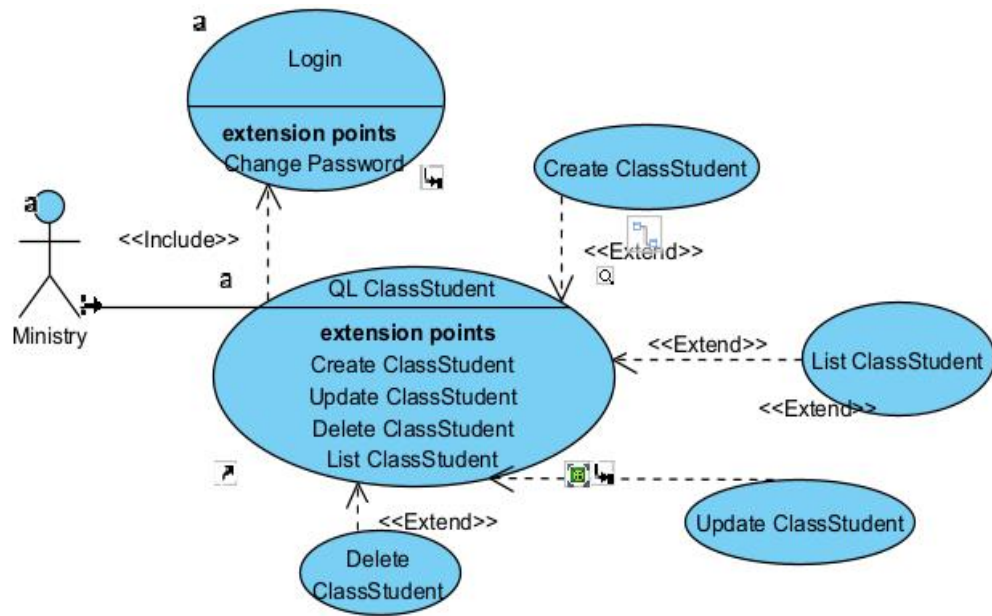 a
Login
extension points
Change Password
Create ClassStudent
a
<<Include>>
<<Extend>>
a
QL ClassStudent
Ministry
extension points
Create ClassStudent
Update ClassStudent
Delete ClassStudent
List ClassStudent
<<Extend>>
List ClassStudent
<<Extend>>
Update ClassStudent
<<Extend>>
Delete
ClassStudent